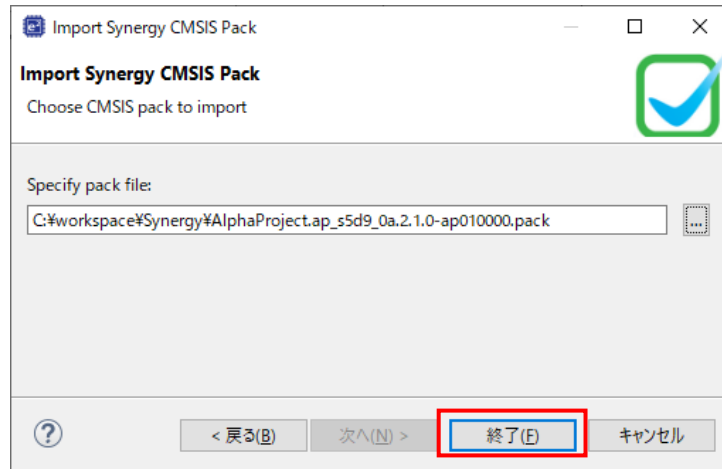 Import Synergy CMSIS Pack
Import Synergy CMSIS Pack
Choose CMSIS pack to import
Specify pack file:
C:¥workspace¥Synergy¥AlphaProject.ap_s5d9_0a.2.1.0-ap010000.pack
...
< 戻る(B) 次へ(N) > 終了(F) キャンセル